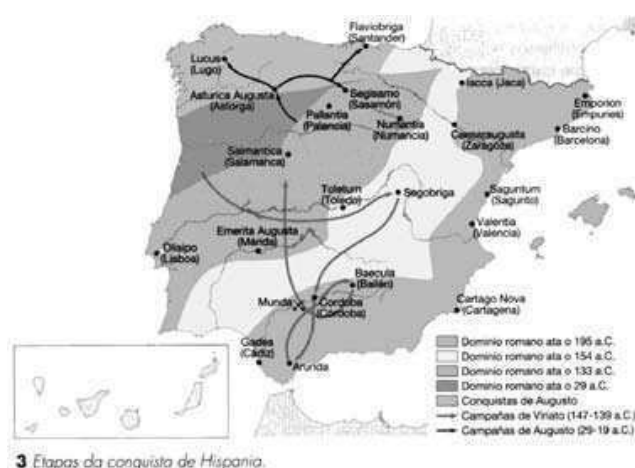 Flaviobriga
(Santander)
Lucus
(Lugo)
Iacca (Jaca)
Asturica Augusta
(Astorga)
Segisamo
(Sasamón)
Emporion
(Empuries)
Pallantia
(Palencia)
Numantia
(Numancia)
Caesaraugusta
(Zaragoza)
Barcino
(Barcelona)
Salmantica
(Salamanca)
Toletum
(Toledo)
Segobriga
Saguntum
(Sagunto)
Emerita Augusta
(Mérida)
Valentia
(Valencia)
Olisipo
(Lisboa)
Baecula
(Bailén)
Munda
Cordoba
(Córdoba)
Cartago Nova
(Cartagena)
Gades
(Cádiz)
Arunda
Dominio romano ata o 195 a.C.
Dominio romano ata o 154 a.C.
Dominio romano ata o 133 a.C.
Dominio romano ata o 29 a.C.
Conquistas de Augusto
Campañas de Viriato (147-139 a.C.)
Campañas de Augusto (29-19 a.C.)
3 Etapas da conquista de Hispania.